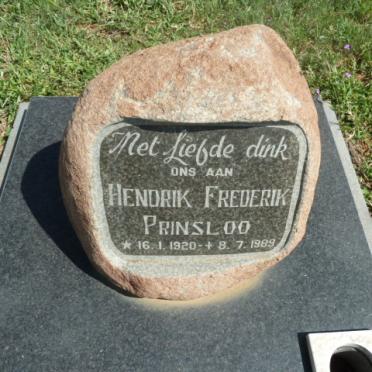 Met Liefde dink
ONS AAN
HENDRIK FREDERIK
PRINSLOO
* 16.1.1920 - + 8.7.1989